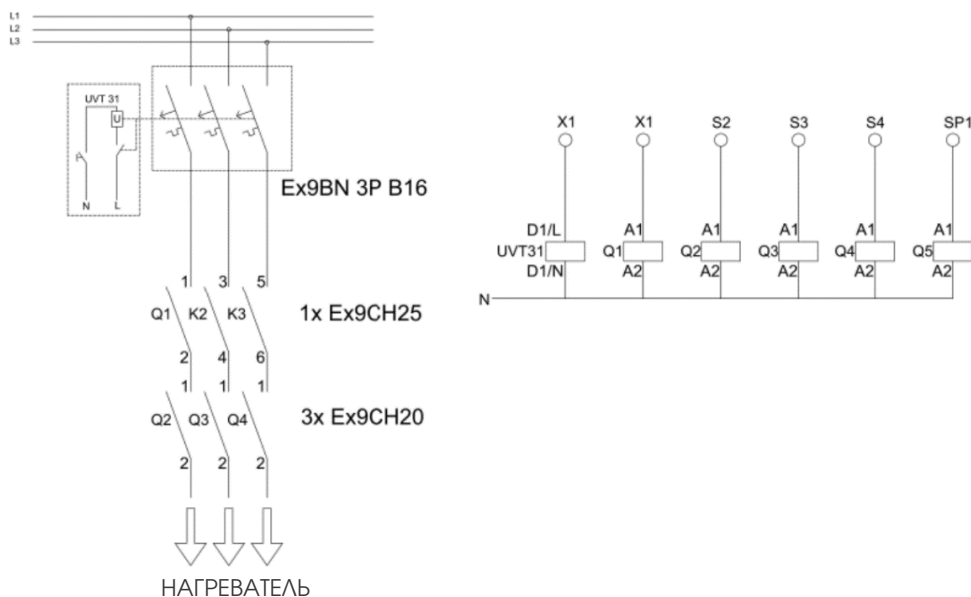 L1
L2
L3
UVT 31
U
N L
Ex9BN 3P B16
1 3 5
Q1 K2 K3 1x Ex9CH25
2 4 6
1 1 1
Q2 Q3 Q4 3x Ex9CH20
2 2 2
НАГРЕВАТЕЛЬ
X1 X1 S2 S3 S4 SP1
D1/L A1 A1 A1 A1 A1
UVT31 Q1 Q2 Q3 Q4 Q5
D1/N A2 A2 A2 A2 A2
N